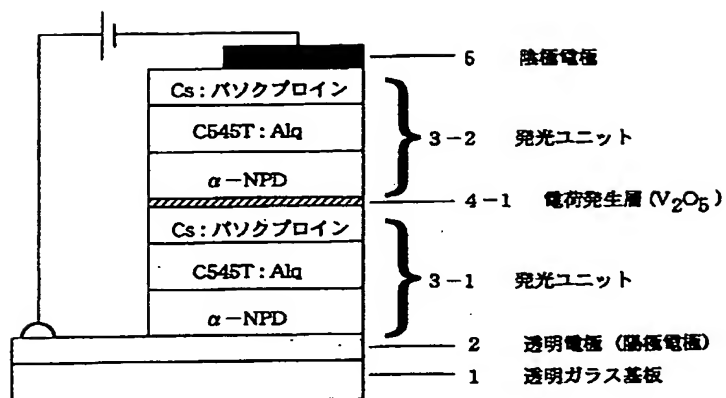 5 陰極電極
Cs:バソクプロイン
C545T:Alq
3-2 発光ユニット
α-NPD
4-1 電荷発生層(V₂O₅)
Cs:バソクプロイン
C545T:Alq
3-1 発光ユニット
α-NPD
2 透明電極(陽極電極)
1 透明ガラス基板